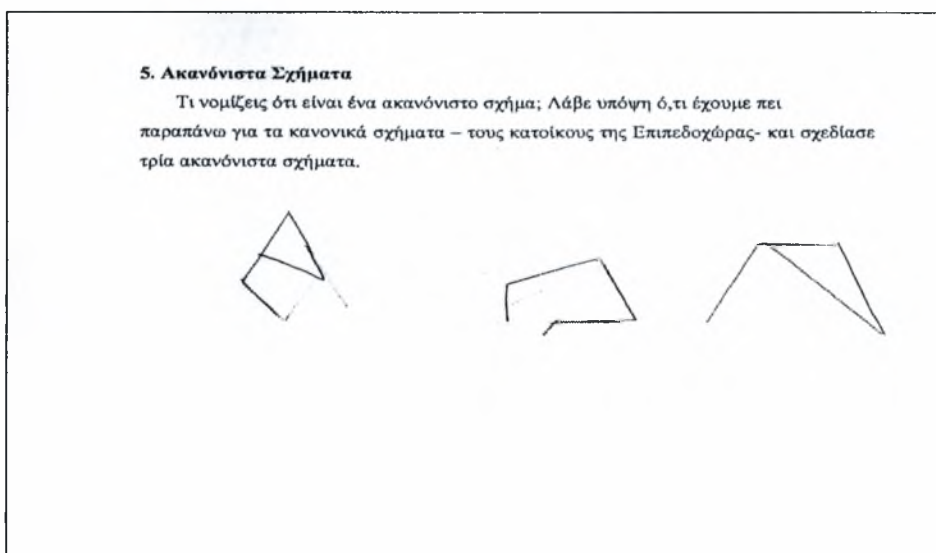 5. Ακανόνιστα Σχήματα
Τι νομίζεις ότι είναι ένα ακανόνιστο σχήμα; Λάβε υπόψη ό,τι έχουμε πει
παραπάνω για τα κανονικά σχήματα – τους κατοίκους της Επιπεδοχώρας- και σχεδίασε
τρία ακανόνιστα σχήματα.